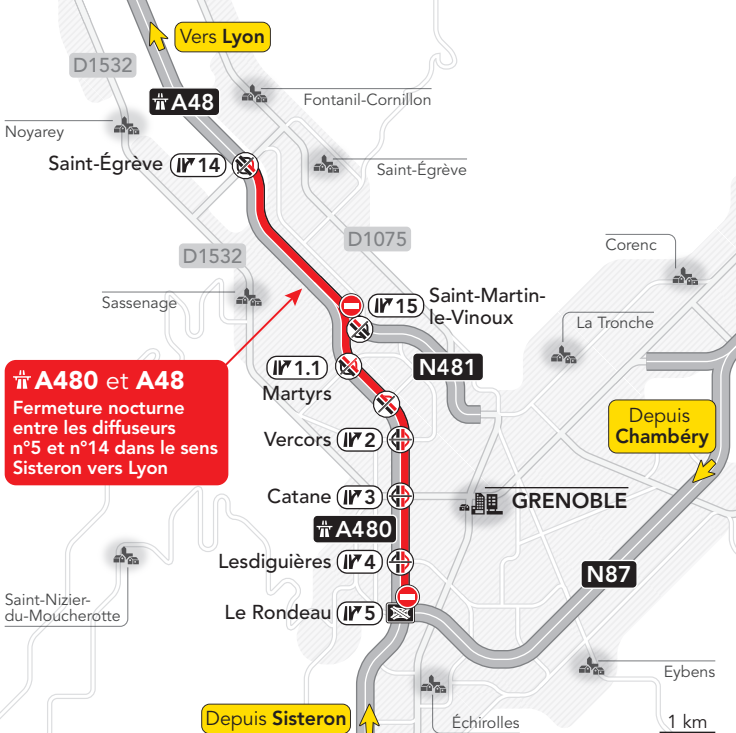 Vers Lyon
D1532
A48
Fontanil-Cornillon
Noyarey
Saint-Égrève 14
Saint-Égrève
D1075
D1532
Corenc
Sassenage
15 Saint-Martin-
le-Vinoux
La Tronche
A480 et A48
Fermeture nocturne
entre les diffuseurs
n°5 et n°14 dans le sens
Sisteron vers Lyon
1.1
Martyrs
N481
Depuis
Chambéry
Vercors 2
Catane 3
GRENOBLE
A480
Lesdiguières 4
N87
Saint-Nizier-
du-Moucherotte
Le Rondeau 5
Eybens
Depuis Sisteron
Échirolles
1 km